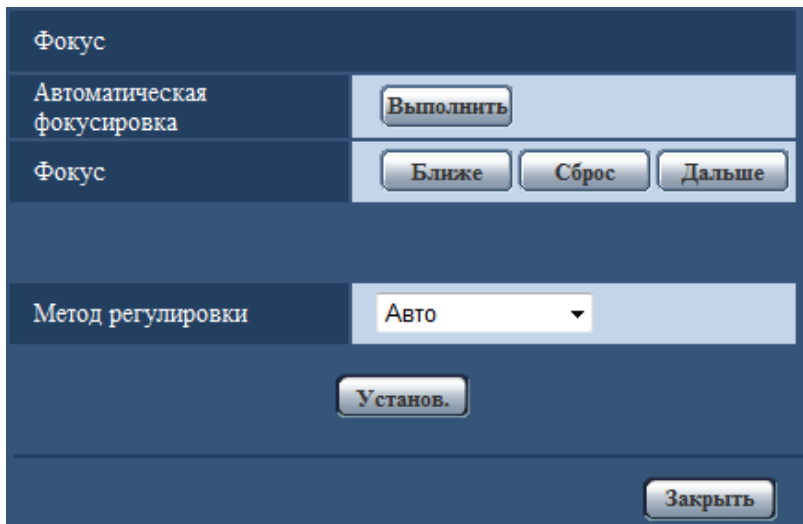 Фокус
Автоматическая
фокусировка
Выполнить
Фокус
Ближе Сброс Дальше
Метод регулировки
Авто
Установ.
Закрыть